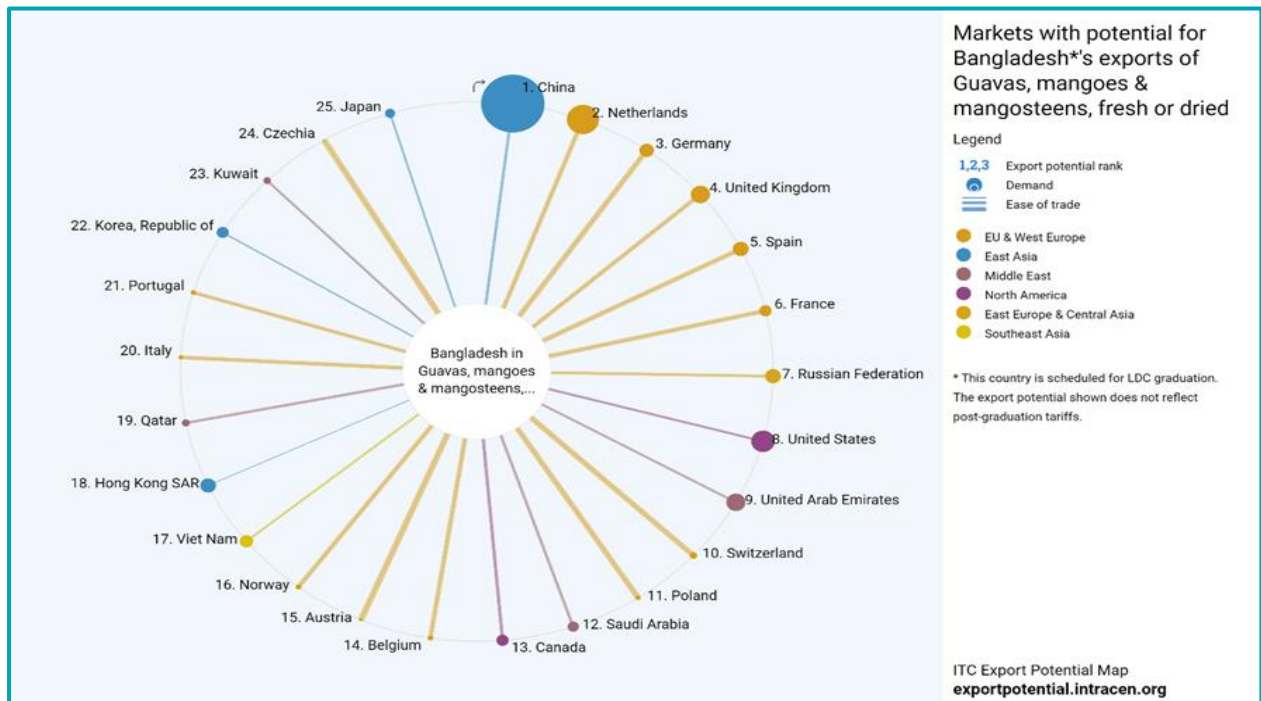 Markets with potential for
Bangladesh*'s exports of
Guavas, mangoes &
mangosteens, fresh or dried
Legend
1,2,3 Export potential rank
Demand
Ease of trade
EU & West Europe
East Asia
Middle East
North America
East Europe & Central Asia
Southeast Asia
* This country is scheduled for LDC graduation.
The export potential shown does not reflect
post-graduation tariffs.
ITC Export Potential Map
exportpotential.intracen.org
Bangladesh in
Guavas, mangoes
& mangosteens,...
1. China
2. Netherlands
3. Germany
4. United Kingdom
5. Spain
6. France
7. Russian Federation
8. United States
9. United Arab Emirates
10. Switzerland
11. Poland
12. Saudi Arabia
13. Canada
14. Belgium
15. Austria
16. Norway
17. Viet Nam
18. Hong Kong SAR
19. Qatar
20. Italy
21. Portugal
22. Korea, Republic of
23. Kuwait
24. Czechia
25. Japan